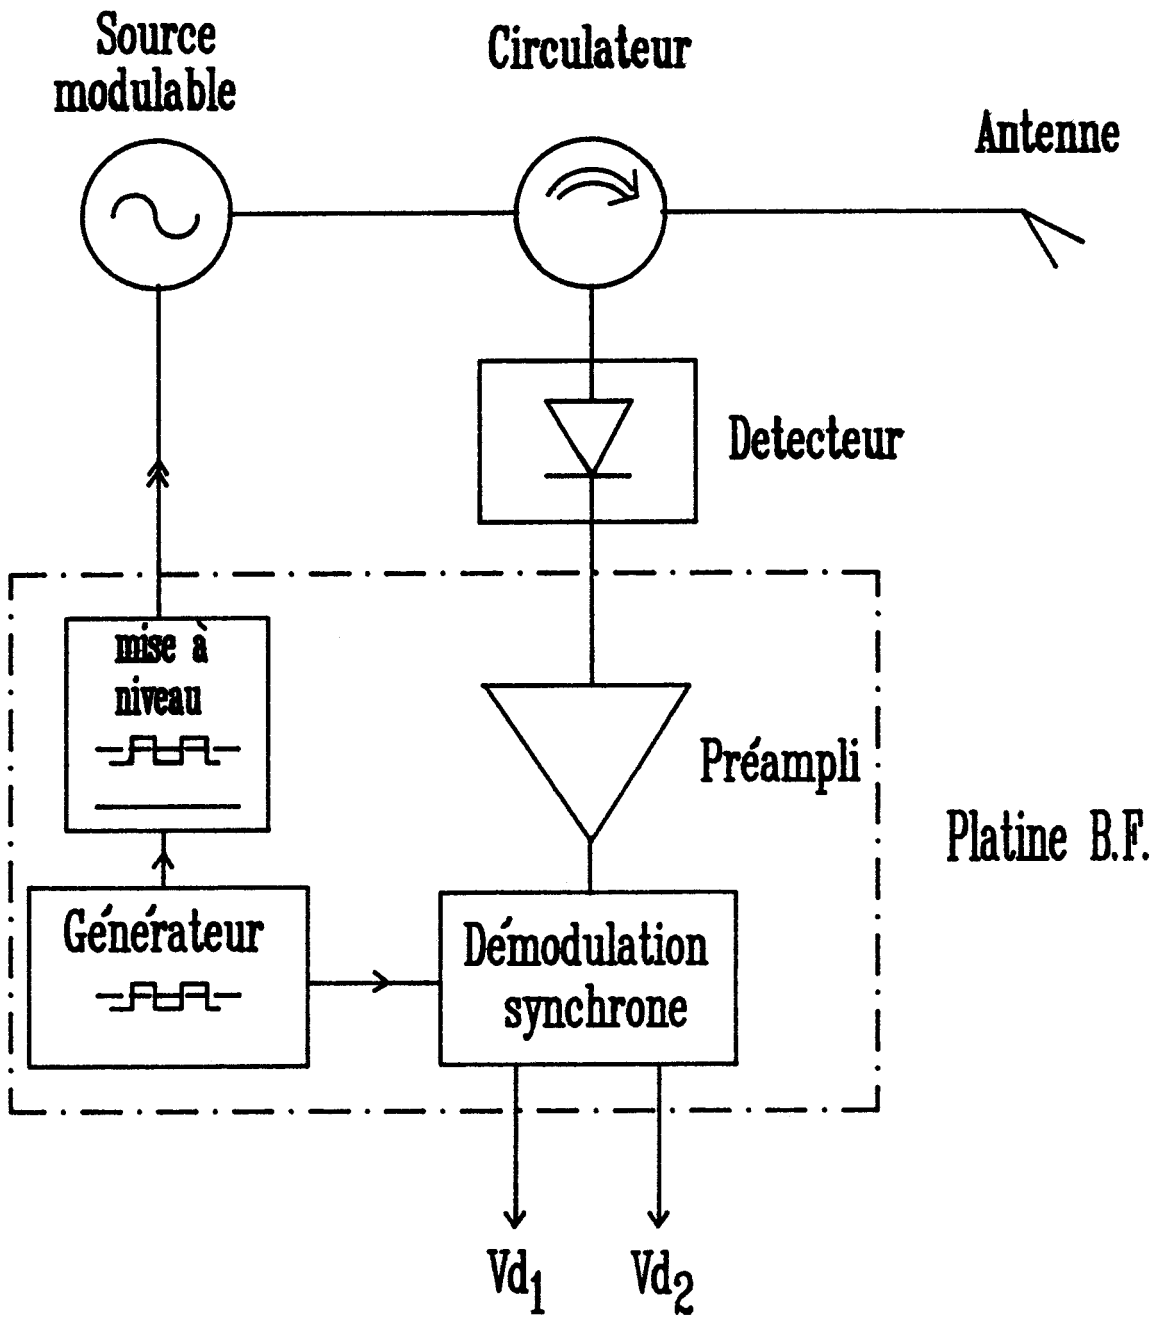 Source
modulable
Circulateur
Antenne
Detecteur
mise à
niveau
Préampli
Platine B.F.
Générateur
Démodulation
synchrone
Vd1
Vd2